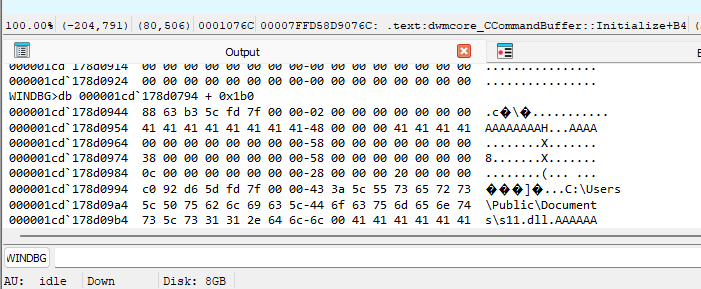 100.00% (-204,791) (80,506) 0001076C 00007FFD58D9076C: .text:dwmcore_CCommandBuffer::Initialize+B4
Output
000001cd`178d0914 00 00 00 00 00 00 00 00-00 00 00 00 00 00 00 00 ................
000001cd`178d0924 00 00 00 00 00 00 00 00-00 00 00 00 00 00 00 00 ................
WINDBG>db 000001cd`178d0794 + 0x1b0
000001cd`178d0944 88 63 b3 5c fd 7f 00 00-02 00 00 00 00 00 00 00 .c�\�...........
000001cd`178d0954 41 41 41 41 41 41 41 41-48 00 00 00 41 41 41 41 AAAAAAAAH...AAAA
000001cd`178d0964 00 00 00 00 00 00 00 00-58 00 00 00 00 00 00 00 ........X.......
000001cd`178d0974 38 00 00 00 00 00 00 00-58 00 00 00 00 00 00 00 8.......X.......
000001cd`178d0984 0c 00 00 00 00 00 00 00-28 00 00 00 20 00 00 00 ........(... ...
000001cd`178d0994 c0 92 d6 5d fd 7f 00 00-43 3a 5c 55 73 65 72 73 ���]�...C:\Users
000001cd`178d09a4 5c 50 75 62 6c 69 63 5c-44 6f 63 75 6d 65 6e 74 \Public\Document
000001cd`178d09b4 73 5c 73 31 31 2e 64 6c-6c 00 41 41 41 41 41 41 s\s11.dll.AAAAAA
WINDBG
AU: idle Down Disk: 8GB